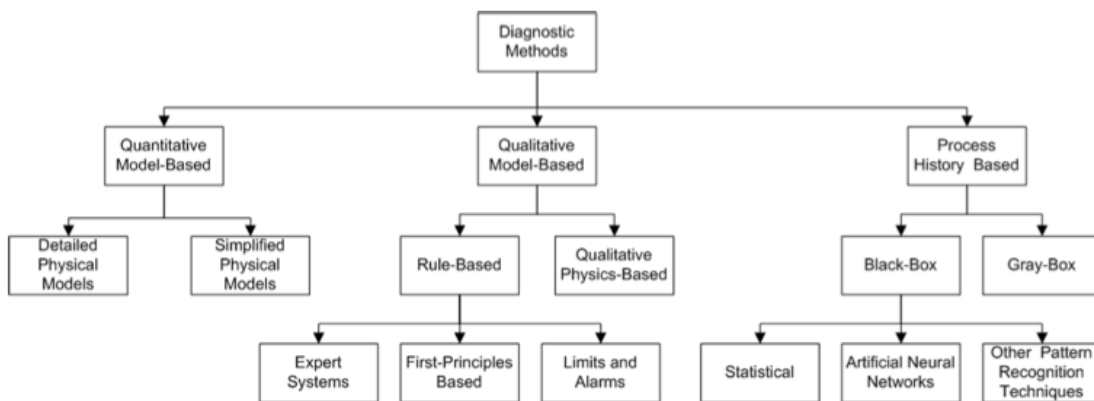 Diagnostic
Methods
Quantitative
Model-Based
Qualitative
Model-Based
Process
History Based
Detailed
Physical
Models
Simplified
Physical
Models
Rule-Based
Qualitative
Physics-Based
Black-Box
Gray-Box
Expert
Systems
First-Principles
Based
Limits and
Alarms
Statistical
Artificial Neural
Networks
Other Pattern
Recognition
Techniques